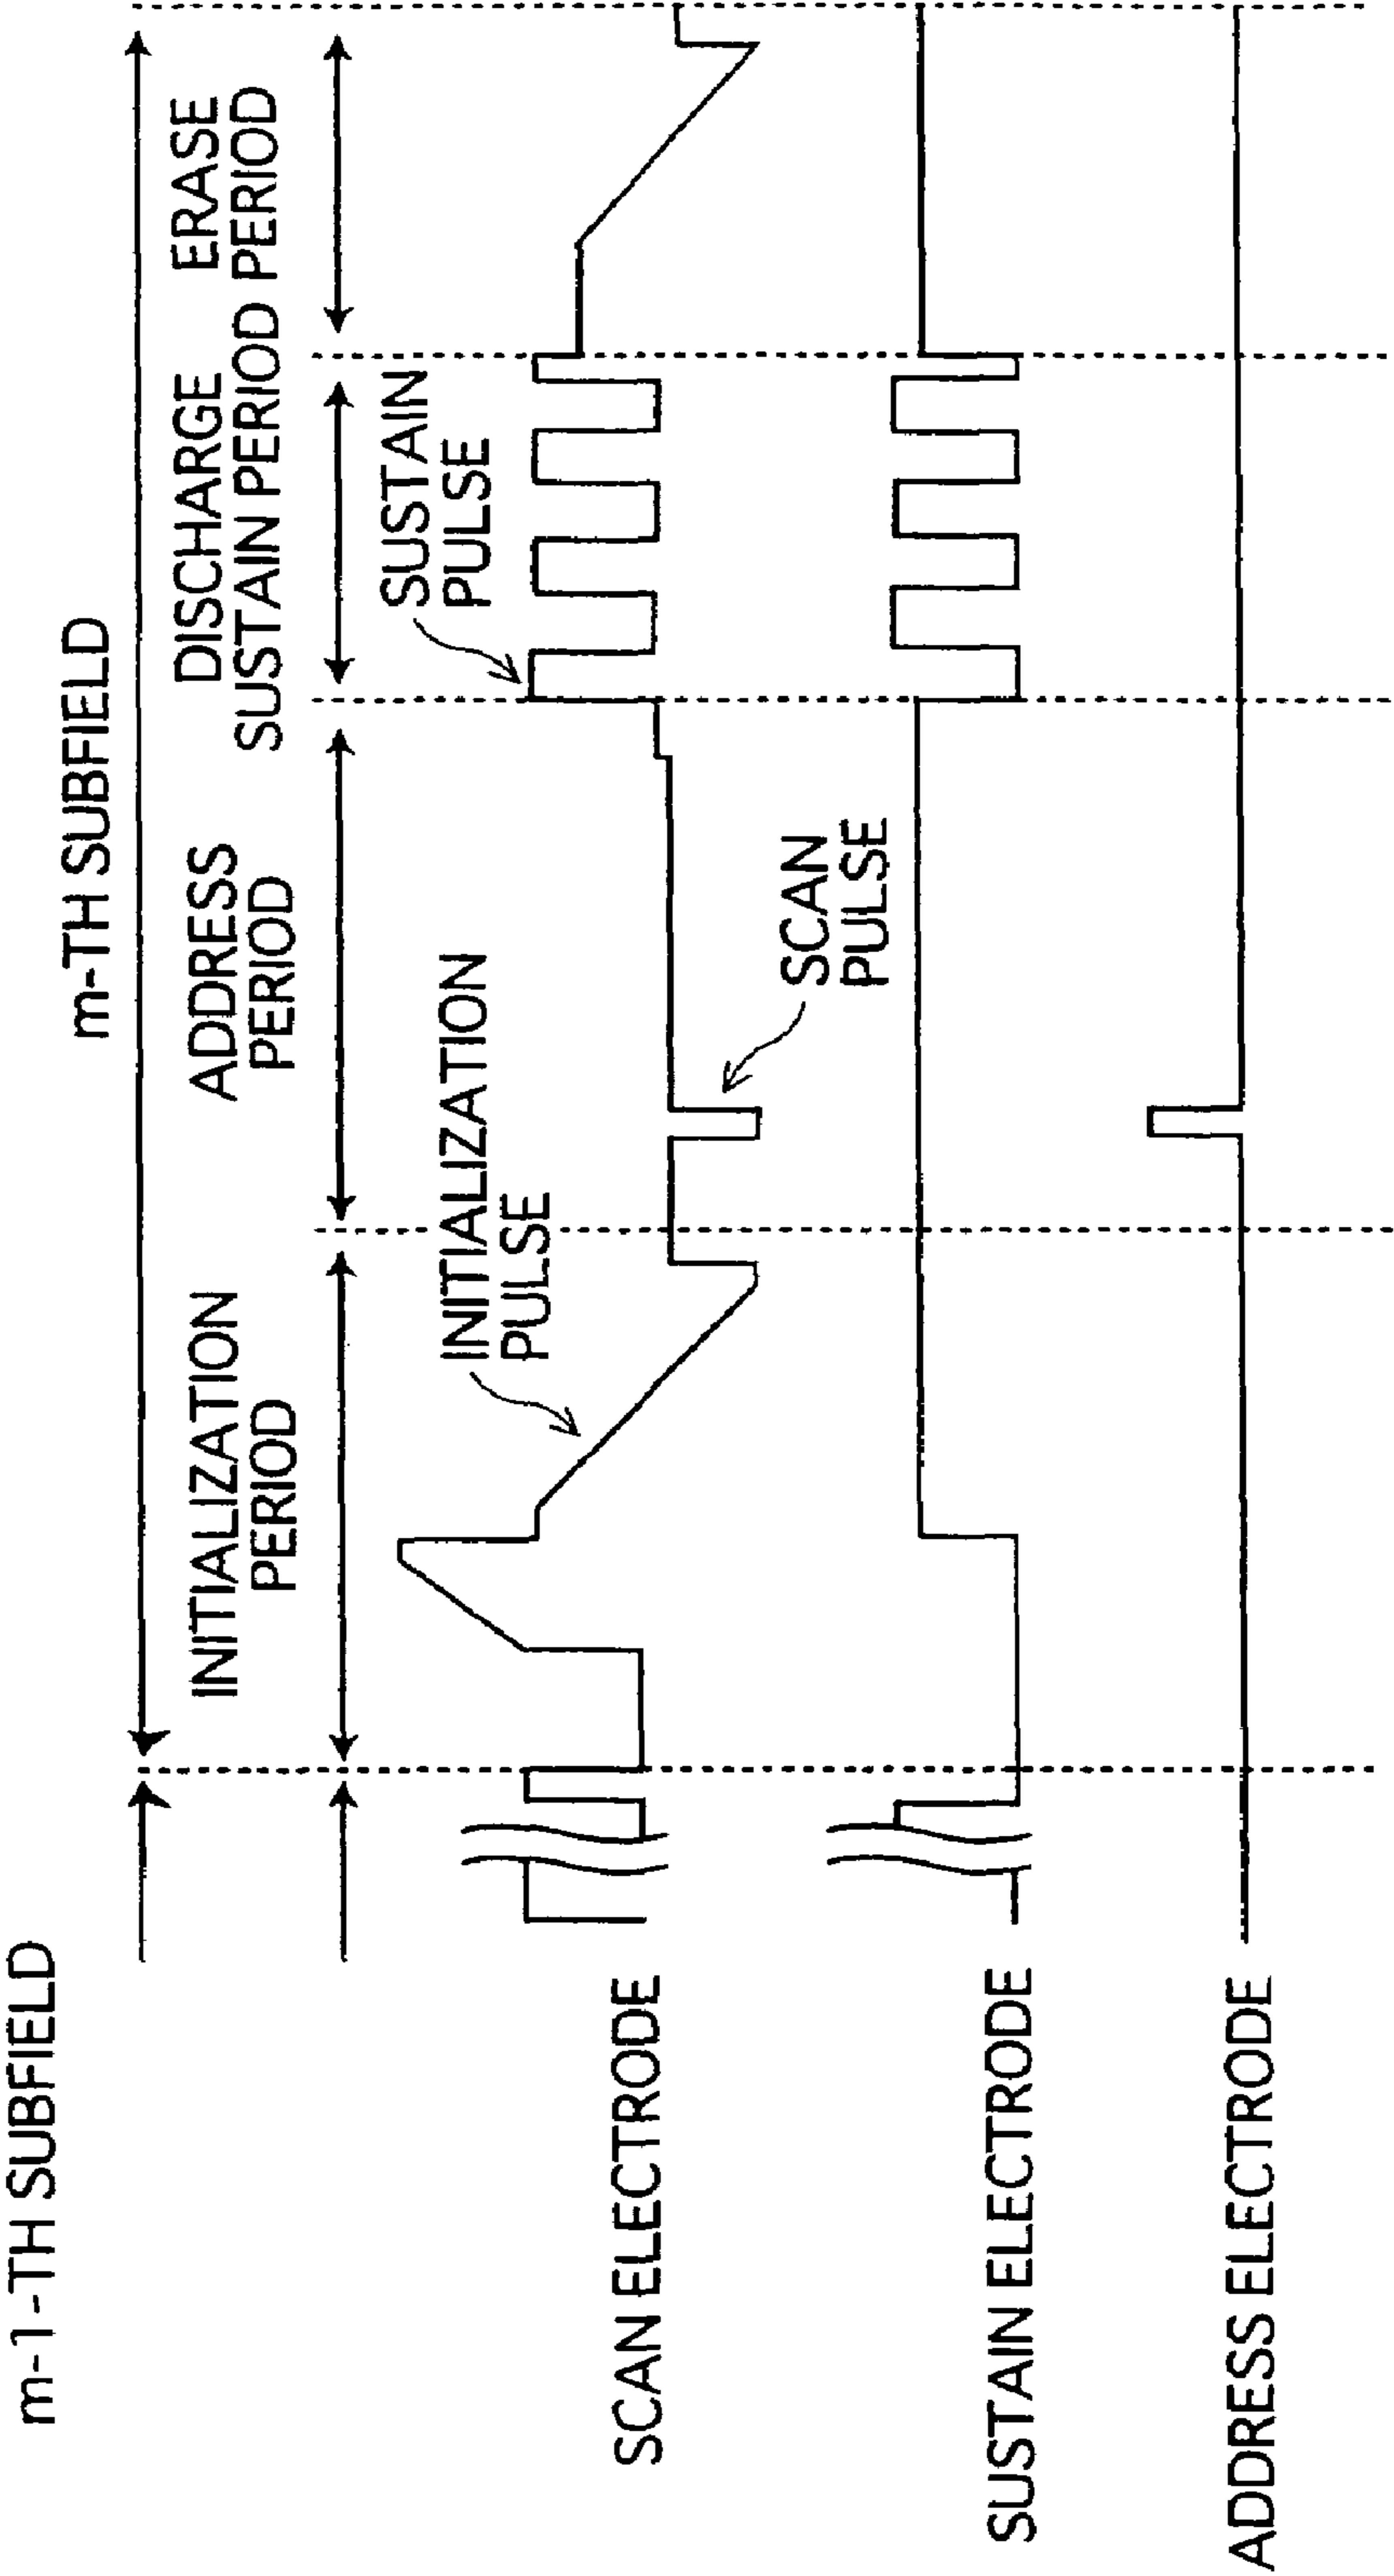 m-1-TH SUBFIELD
m-TH SUBFIELD
INITIALIZATION
PERIOD
ADDRESS
PERIOD
DISCHARGE
SUSTAIN PERIOD
ERASE
PERIOD
INITIALIZATION
PULSE
SUSTAIN
PULSE
SCAN
PULSE
SCAN ELECTRODE
SUSTAIN ELECTRODE
ADDRESS ELECTRODE